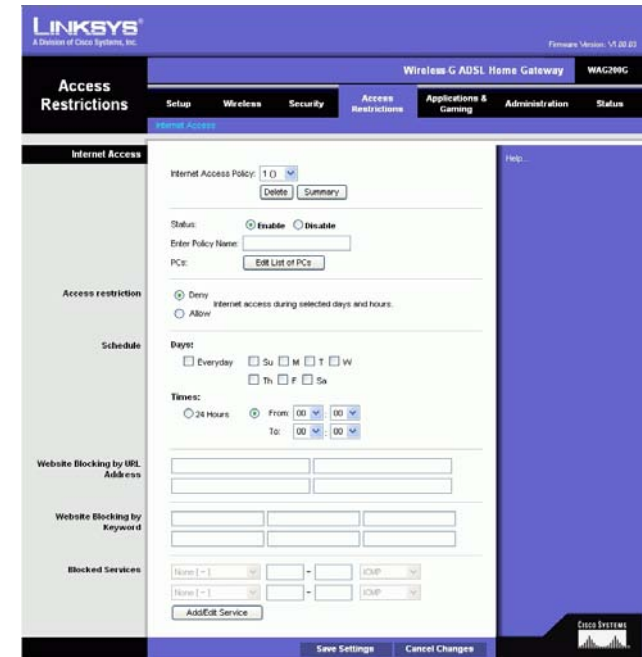 LINKSYS®
A Division of Cisco Systems, Inc.
Firmware Version: V1.00.03
Wireless-G ADSL Home Gateway WAG200G
Access Restrictions
Setup Wireless Security Access Restrictions Applications & Gaming Administration Status
Internet Access
Internet Access
Help...
Internet Access Policy: 1 ()
Delete Summary
Status: Enable Disable
Enter Policy Name:
PCs: Edit List of PCs
Access restriction
Deny
Internet access during selected days and hours.
Allow
Schedule
Days:
Everyday Su M T W
Th F Sa
Times:
24 Hours From: 00 : 00
To: 00 : 00
Website Blocking by URL Address
Website Blocking by Keyword
Blocked Services
None [ ~ ] - ICMP
None [ ~ ] - ICMP
Add/Edit Service
Save Settings Cancel Changes
CISCO SYSTEMS